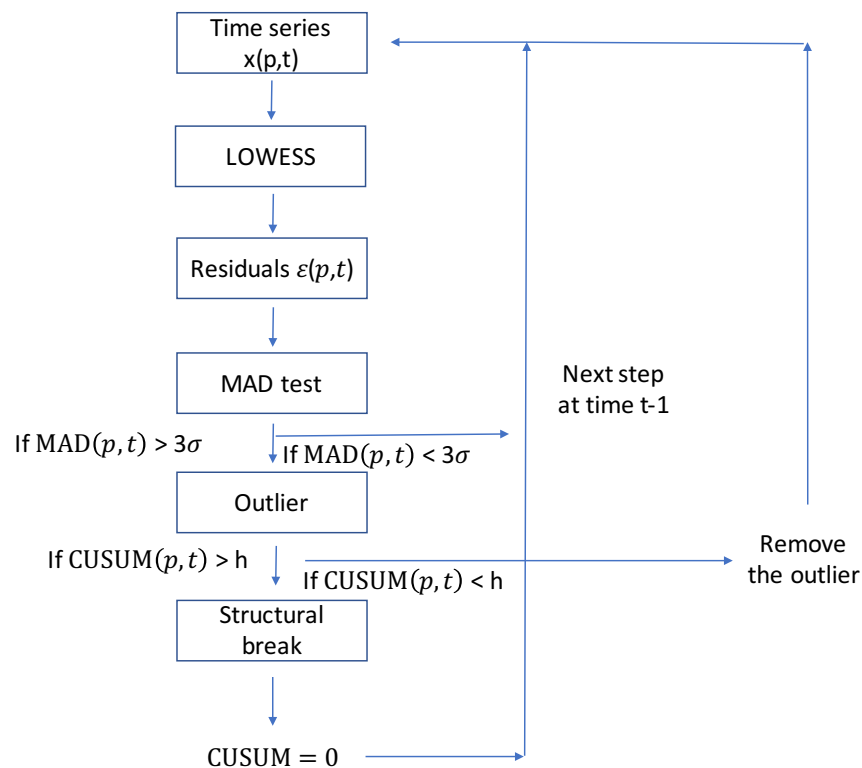 Time series
x(p,t)
LOWESS
Residuals 𝜀(p,t)
MAD test
Next step
at time t-1
If MAD(𝑝, 𝑡) > 3𝜎
If MAD(𝑝, 𝑡) < 3𝜎
Outlier
If CUSUM(𝑝, 𝑡) > h
If CUSUM(𝑝, 𝑡) < h
Remove
the outlier
Structural
break
CUSUM = 0